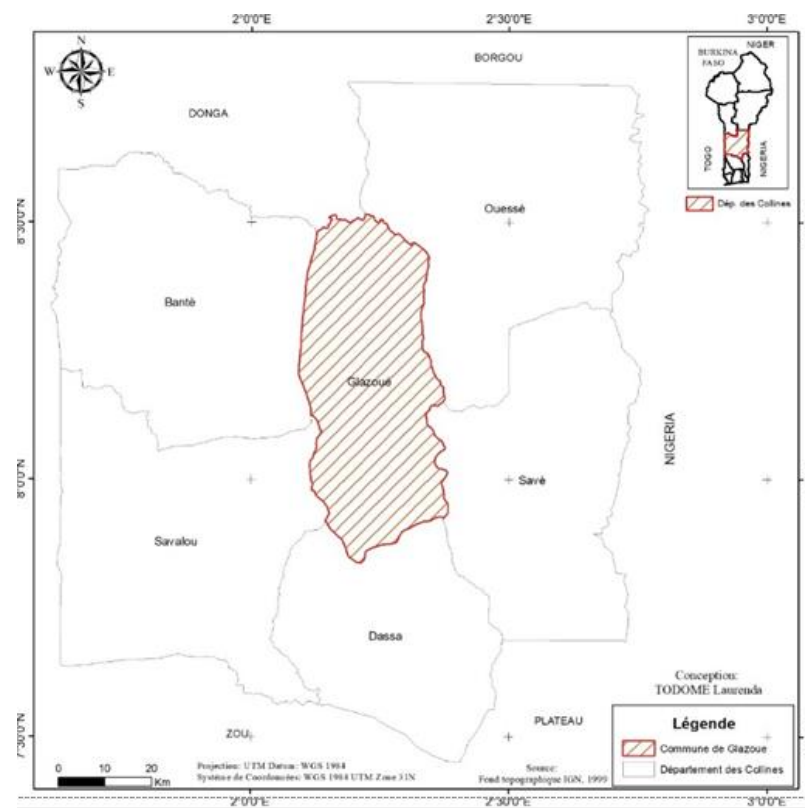 2°0'0"E 2°30'0"E 3°0'0"E
N
W E
S
BORGOU
DONGA
BURKINA
FASO
NIGER
TOGO
NIGERIA
Dép. des Collines
8°30'0"N
8°0'0"N
7°30'0"N
Ouessé
Bantè
Glazoué
NIGERIA
Savè
Savalou
Dassa
ZOU
PLATEAU
Conception:
TODOME Laurenda
Légende
Commune de Glazoue
Département des Collines
0 10 20
Km
Projection: UTM Datum: WGS 1984
Système de Coordonnées: WGS 1984 UTM Zone 31N
Source:
Fond topographique IGN, 1999
2°0'0"E 2°30'0"E 3°0'0"E